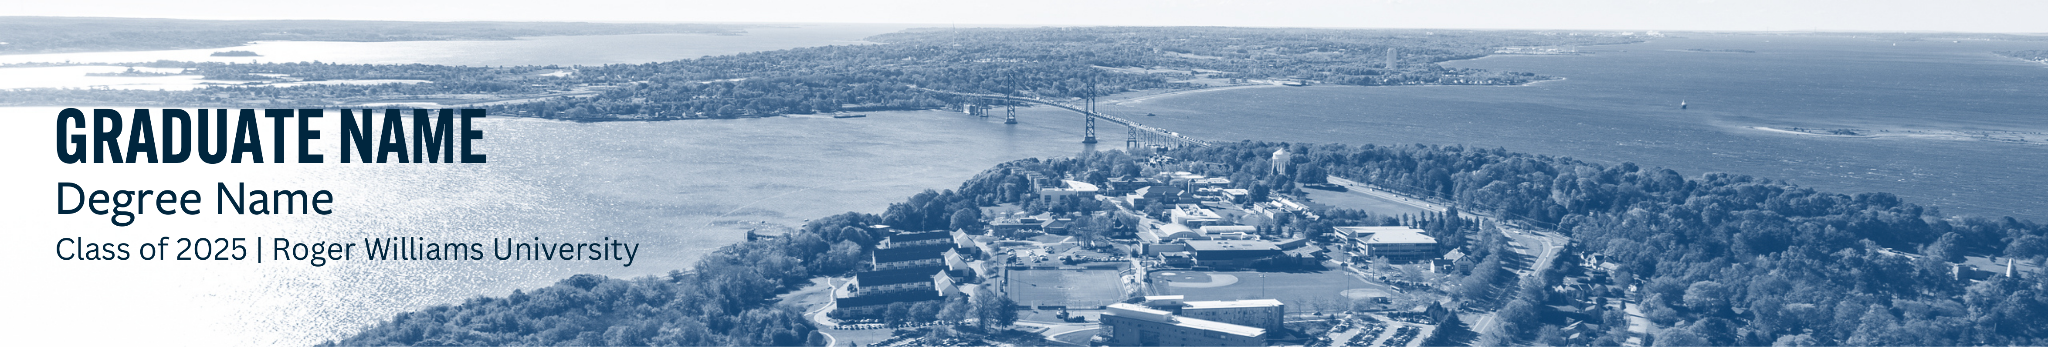 GRADUATE NAME
Degree Name
Class of 2025 | Roger Williams University